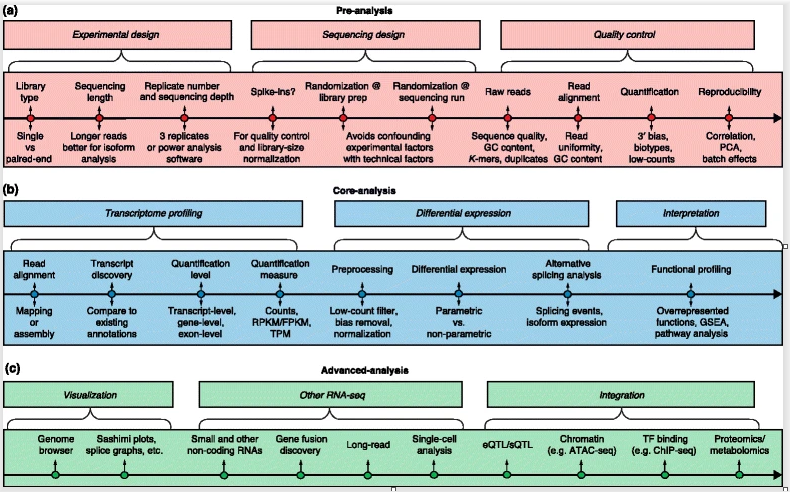 (a)
Pre-analysis
Experimental design
Sequencing design
Quality control
Library
type
Sequencing
length
Replicate number
and sequencing depth
Spike-Ins?
Randomization @
library prep
Randomization @
sequencing run
Raw reads
Read
alignment
Quantification
Reproducibility
Single
vs
paired-end
Longer reads
better for isoform
analysis
3 replicates
or power analysis
software
For quality control
and library-size
normalization
Avoids confounding
experimental factors
with technical factors
Sequence quality,
GC content,
K-mers, duplicates
Read
uniformity,
GC content
3′ bias,
biotypes,
low-counts
Correlation,
PCA,
batch effects
(b)
Core-analysis
Transcriptome profiling
Differential expression
Interpretation
Read
alignment
Transcript
discovery
Quantification
level
Quantification
measure
Preprocessing
Differential expression
Alternative
splicing analysis
Functional profiling
Mapping
or
assembly
Compare to
existing
annotations
Transcript-level,
gene-level,
exon-level
Counts,
RPKM/FPKM,
TPM
Low-count filter,
bias removal,
normalization
Parametric
vs.
non-parametric
Splicing events,
isoform expression
Overrepresented
functions, GSEA,
pathway analysis
(c)
Advanced-analysis
Visualization
Other RNA-seq
Integration
Genome
browser
Sashimi plots,
splice graphs, etc.
Small and other
non-coding RNAs
Gene fusion
discovery
Long-read
Single-cell
analysis
eQTL/sQTL
Chromatin
(e.g. ATAC-seq)
TF binding
(e.g. ChIP-seq)
Proteomics/
metabolomics